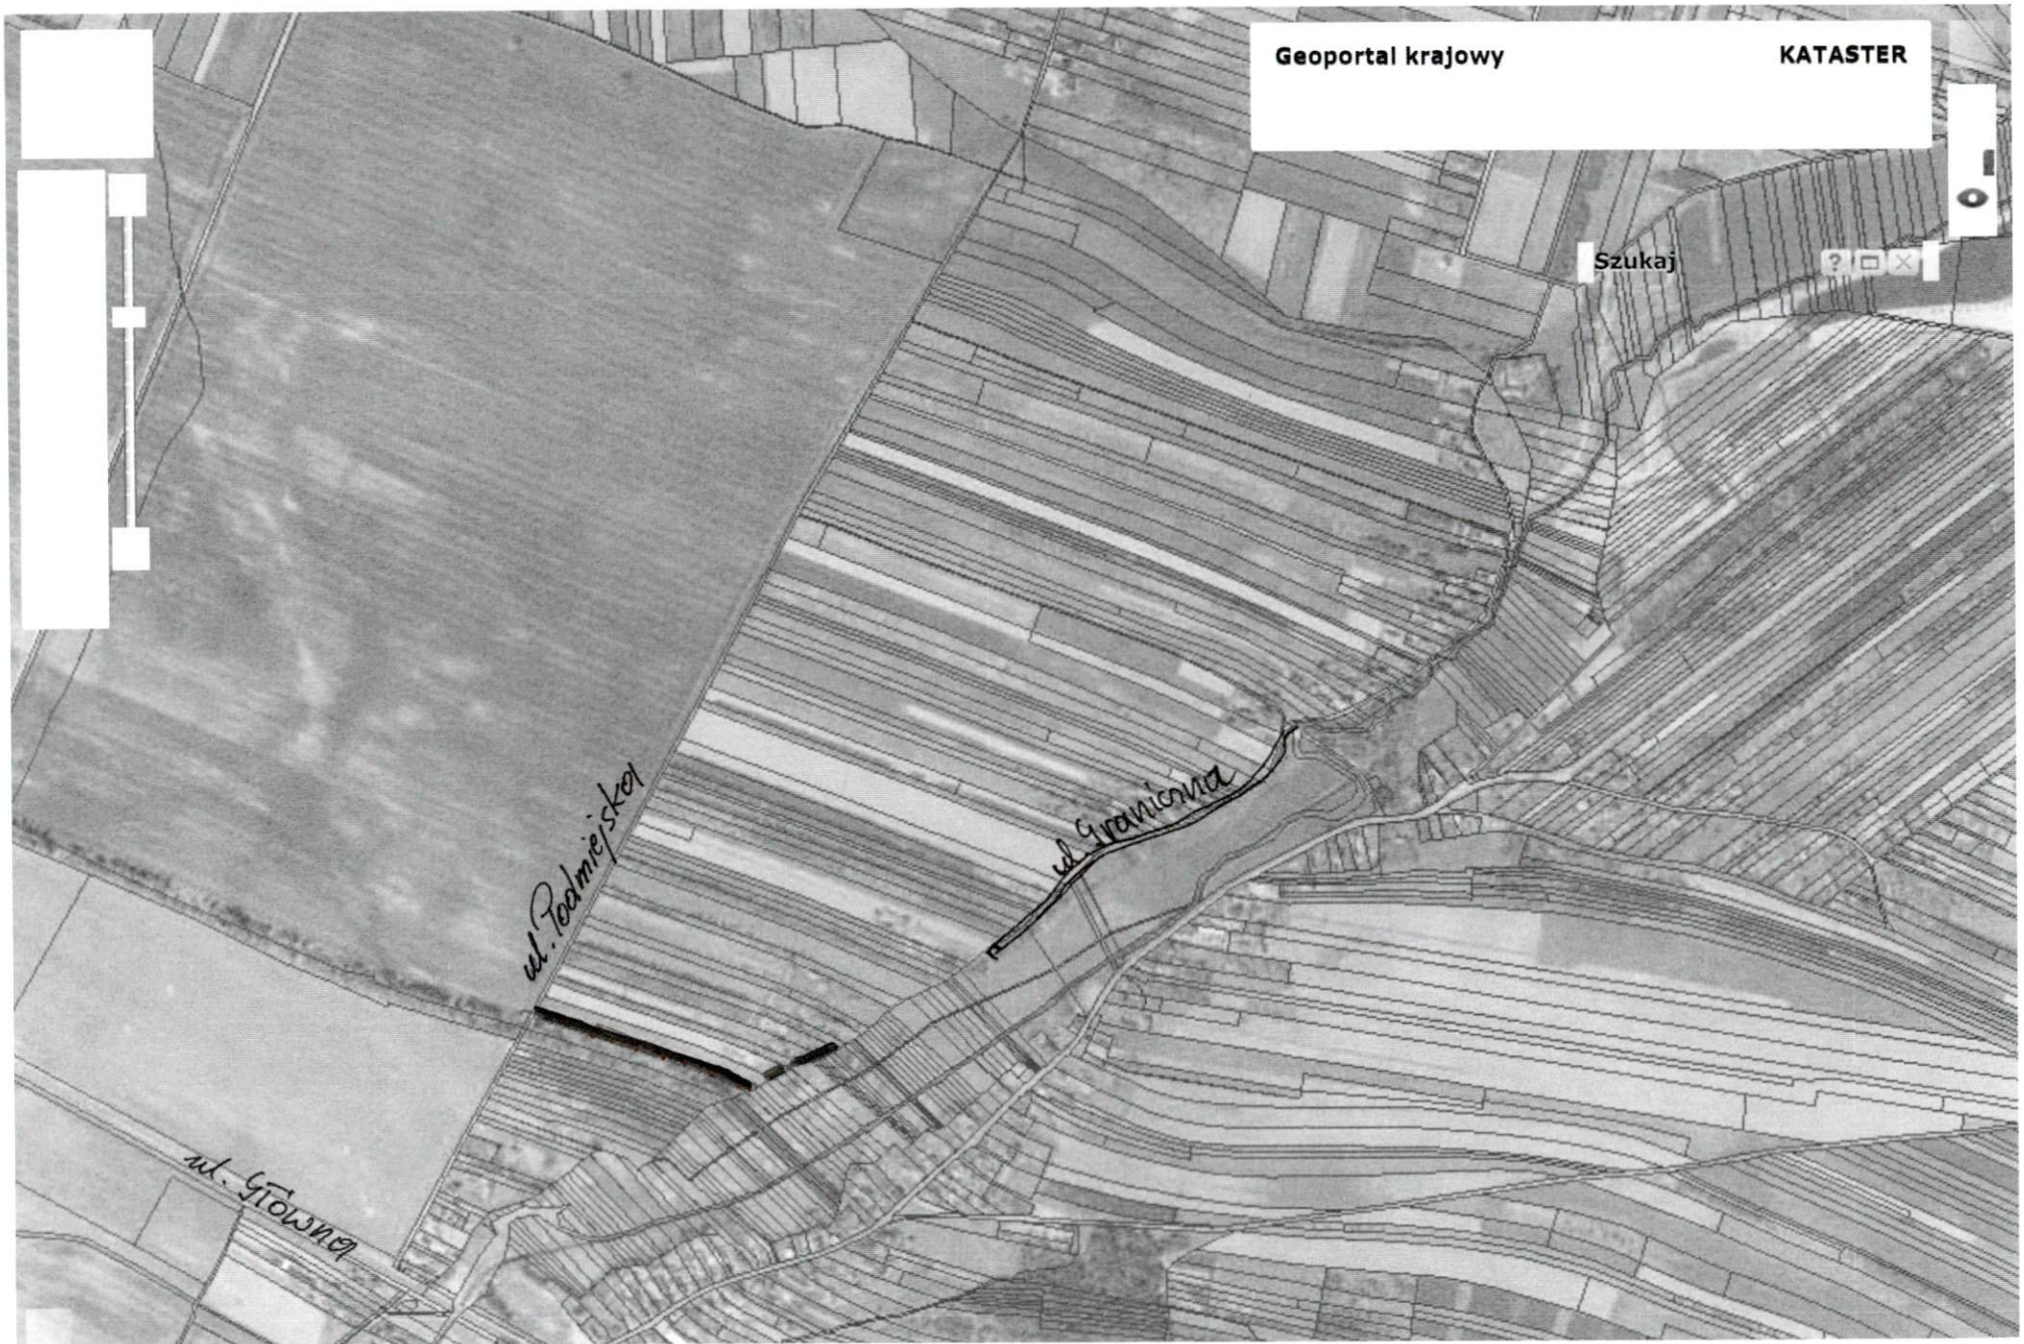 Geoportal krajowy KATASTER
Szukaj
?
ul. Podmiejska
ul. Graniczna
ul. Główna